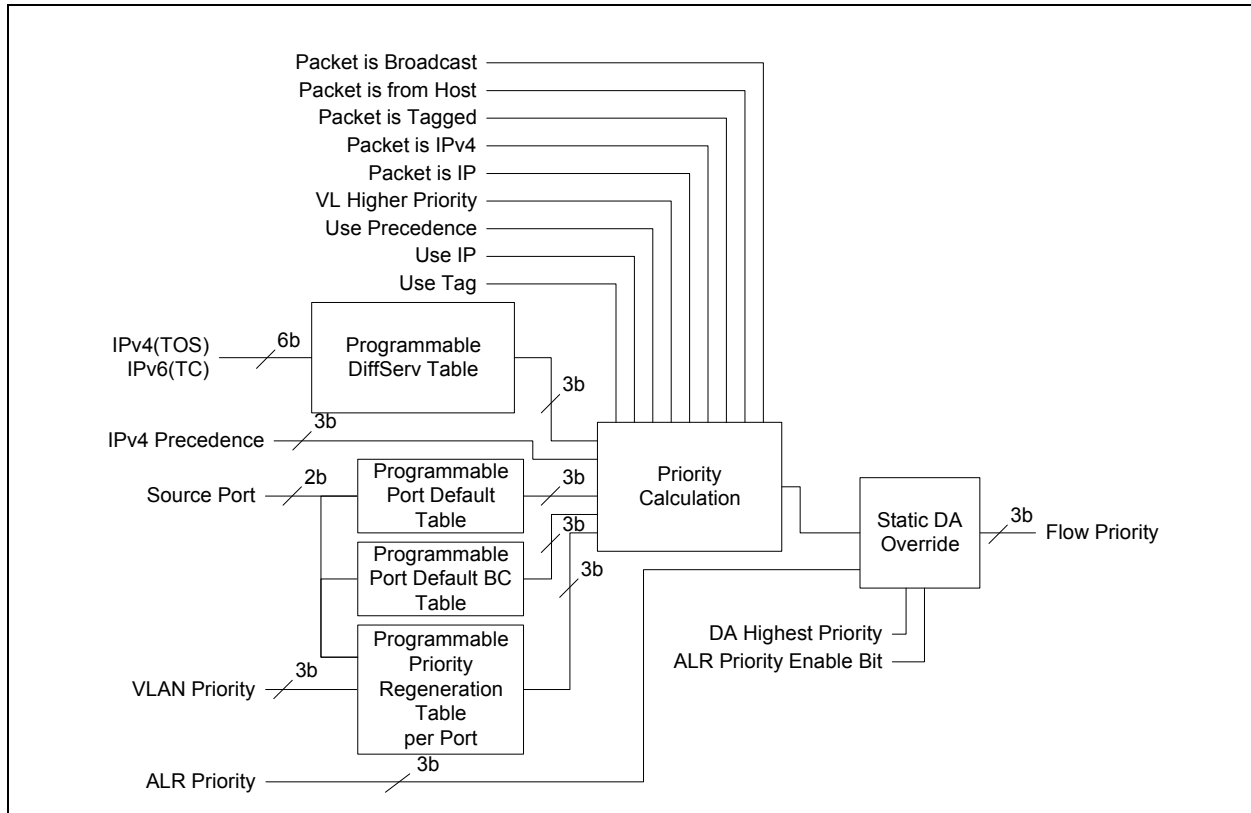 Packet is Broadcast
Packet is from Host
Packet is Tagged
Packet is IPv4
Packet is IP
VL Higher Priority
Use Precedence
Use IP
Use Tag
IPv4(TOS)
IPv6(TC)
6b
Programmable
DiffServ Table
3b
IPv4 Precedence
3b
Source Port
2b
Programmable
Port Default
Table
3b
Programmable
Port Default BC
Table
3b
Programmable
Priority
Regeneration
Table
per Port
3b
VLAN Priority
3b
ALR Priority
3b
Priority
Calculation
Static DA
Override
3b
Flow Priority
DA Highest Priority
ALR Priority Enable Bit